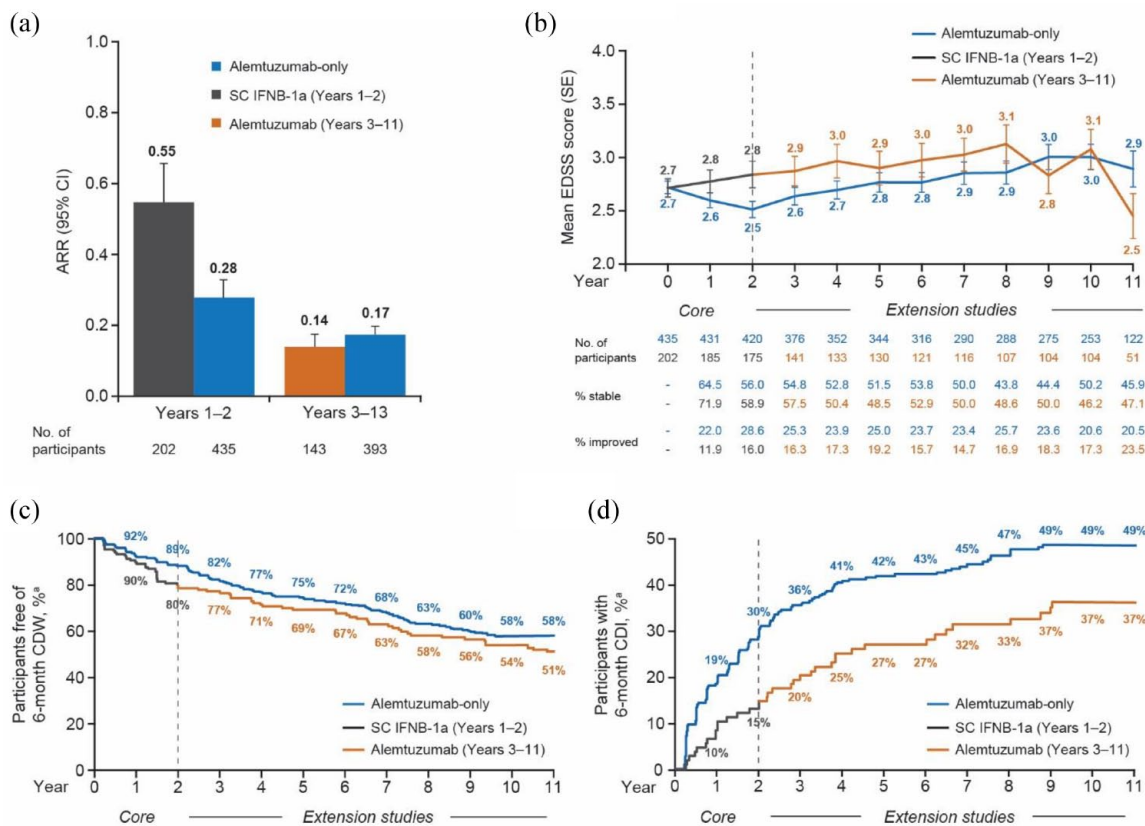 (a)
ARR (95% CI)
1.0
0.8
0.6
0.4
0.2
0.0
Alemtuzumab-only
SC IFNB-1a (Years 1–2)
Alemtuzumab (Years 3–11)
0.55
0.28
0.14
0.17
Years 1–2 Years 3–13
No. of
participants 202 435 143 393
(b)
Mean EDSS score (SE)
4.0
3.5
3.0
2.5
2.0
Alemtuzumab-only
SC IFNB-1a (Years 1–2)
Alemtuzumab (Years 3–11)
2.7 2.8 2.8 2.9 3.0 2.9 3.0 3.0 3.1 3.0 3.1 2.9
2.7 2.6 2.5 2.6 2.7 2.8 2.8 2.9 2.9 2.8 3.0 2.5
Year 0 1 2 3 4 5 6 7 8 9 10 11
Core Extension studies
No. of
participants
435 431 420 376 352 344 316 290 288 275 253 122
202 185 175 141 133 130 121 116 107 104 104 51
% stable
- 64.5 56.0 54.8 52.8 51.5 53.8 50.0 43.8 44.4 50.2 45.9
- 71.9 58.9 57.5 50.4 48.5 52.9 50.0 48.6 50.0 46.2 47.1
% improved
- 22.0 28.6 25.3 23.9 25.0 23.7 23.4 25.7 23.6 20.6 20.5
- 11.9 16.0 16.3 17.3 19.2 15.7 14.7 16.9 18.3 17.3 23.5
(c)
Participants free of
6-month CDW, %a
100
80
60
40
20
0
92% 89% 82% 77% 75% 72% 68% 63% 60% 58% 58%
90% 80% 77% 71% 69% 67% 63% 58% 56% 54% 51%
Alemtuzumab-only
SC IFNB-1a (Years 1–2)
Alemtuzumab (Years 3–11)
Year 0 1 2 3 4 5 6 7 8 9 10 11
Core Extension studies
(d)
Participants with
6-month CDI, %a
50
40
30
20
10
0
19% 30% 36% 41% 42% 43% 45% 47% 49% 49% 49%
10% 15% 20% 25% 27% 27% 32% 33% 37% 37% 37%
Alemtuzumab-only
SC IFNB-1a (Years 1–2)
Alemtuzumab (Years 3–11)
Year 0 1 2 3 4 5 6 7 8 9 10 11
Core Extension studies